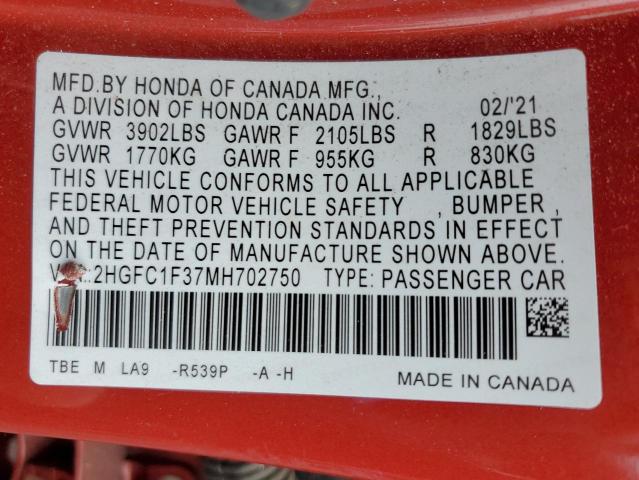 MFD.BY HONDA OF CANADA MFG.,
A DIVISION OF HONDA CANADA INC. 02/'21
GVWR 3902LBS GAWR F 2105LBS R 1829LBS
GVWR 1770KG GAWR F 955KG R 830KG
THIS VEHICLE CONFORMS TO ALL APPLICABLE
FEDERAL MOTOR VEHICLE SAFETY , BUMPER ,
AND THEFT PREVENTION STANDARDS IN EFFECT
ON THE DATE OF MANUFACTURE SHOWN ABOVE.
2HGFC1F37MH702750 TYPE: PASSENGER CAR
TBE M LA9 -R539P -A -H MADE IN CANADA